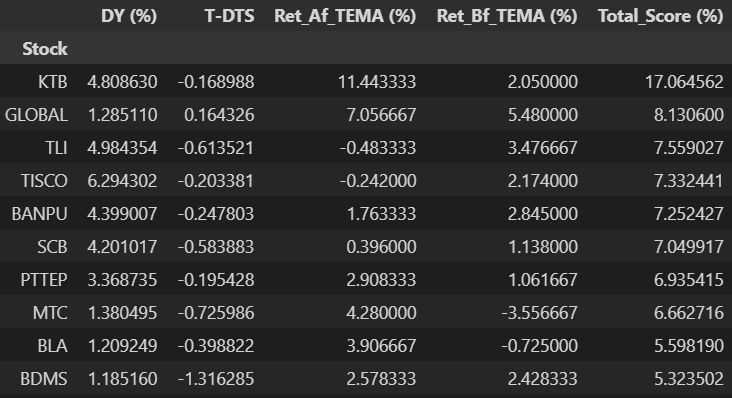 DY (%) T-DTS Ret_Af_TEMA (%) Ret_Bf_TEMA (%) Total_Score (%)
Stock
KTB 4.808630 -0.168988 11.443333 2.050000 17.064562
GLOBAL 1.285110 0.164326 7.056667 5.480000 8.130600
TLI 4.984354 -0.613521 -0.483333 3.476667 7.559027
TISCO 6.294302 -0.203381 -0.242000 2.174000 7.332441
BANPU 4.399007 -0.247803 1.763333 2.845000 7.252427
SCB 4.201017 -0.583883 0.396000 1.138000 7.049917
PTTEP 3.368735 -0.195428 2.908333 1.061667 6.935415
MTC 1.380495 -0.725986 4.280000 -3.556667 6.662716
BLA 1.209249 -0.398822 3.906667 -0.725000 5.598190
BDMS 1.185160 -1.316285 2.578333 2.428333 5.323502